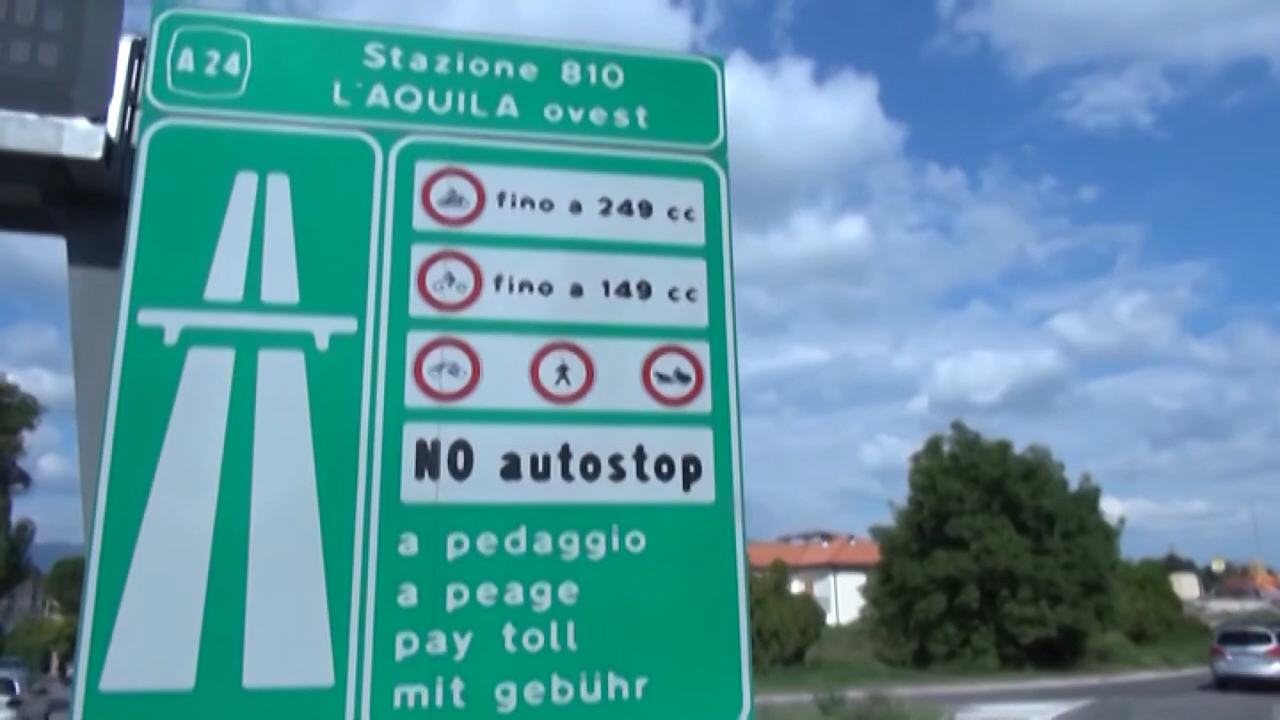 A 24
Stazione 810
L'AQUILA ovest
fino a 249 cc
fino a 149 cc
NO autostop
a pedaggio
a peage
pay toll
mit gebühr